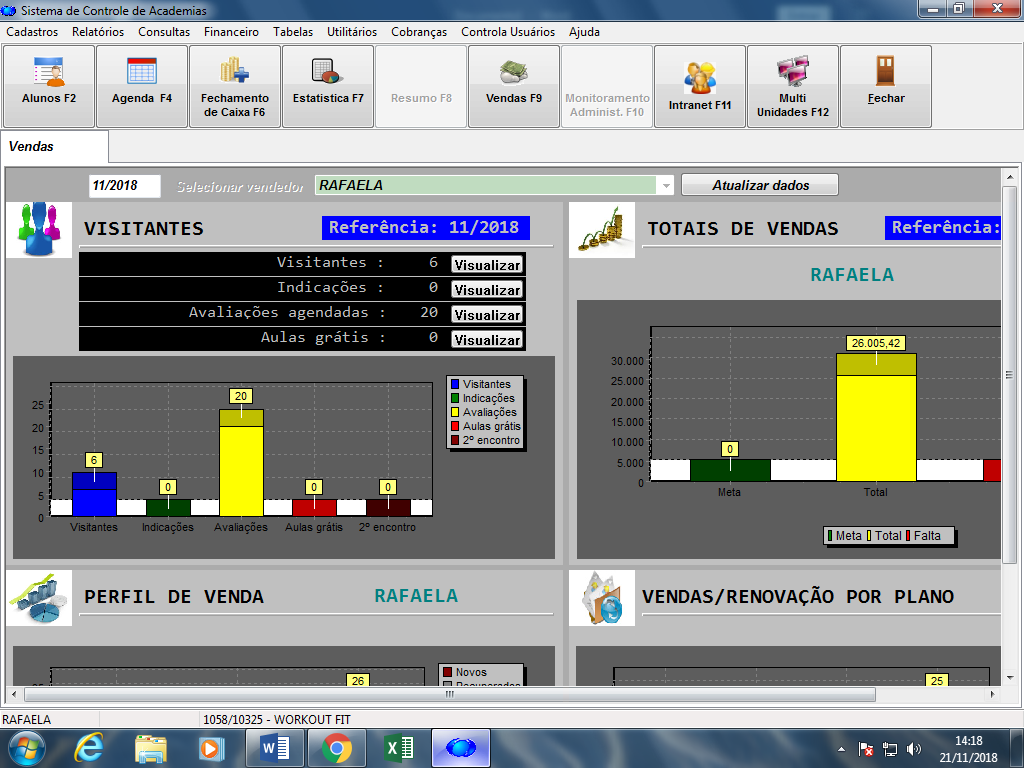 Sistema de Controle de Academias
Cadastros Relatórios Consultas Financeiro Tabelas Utilitários Cobranças Controla Usuários Ajuda
Alunos F2
Agenda F4
Fechamento
de Caixa F6
Estatistica F7
Resumo F8
Vendas F9
Monitoramento
Administ. F10
Intranet F11
Multi
Unidades F12
Fechar
Vendas
11/2018 Selecionar vendedor RAFAELA Atualizar dados
VISITANTES Referência: 11/2018
Visitantes : 6 Visualizar
Indicações : 0 Visualizar
Avaliações agendadas : 20 Visualizar
Aulas grátis : 0 Visualizar
25
20
15
10
5
0
6
0
20
0
0
Visitantes Indicações Avaliações Aulas grátis 2º encontro
Visitantes
Indicações
Avaliações
Aulas grátis
2º encontro
TOTAIS DE VENDAS Referência:
RAFAELA
30.000
25.000
20.000
15.000
10.000
5.000
0
0
26.005,42
Meta Total
Meta Total Falta
PERFIL DE VENDA RAFAELA
26
Novos
VENDAS/RENOVAÇÃO POR PLANO
25
RAFAELA 1058/10325 - WORKOUT FIT
14:18
21/11/2018